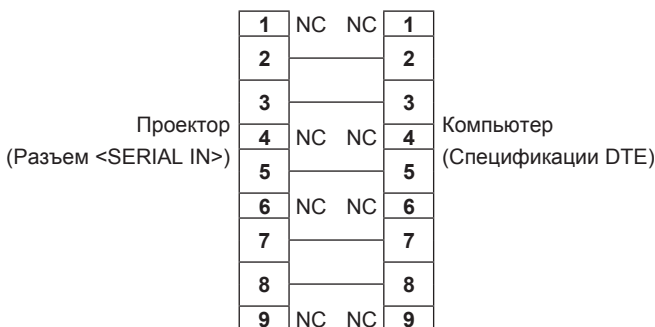 1 NC NC 1
2 2
3 3
Проектор
(Разъем <SERIAL IN>)
4 NC NC 4
Компьютер
(Спецификации DTE)
5 5
6 NC NC 6
7 7
8 8
9 NC NC 9